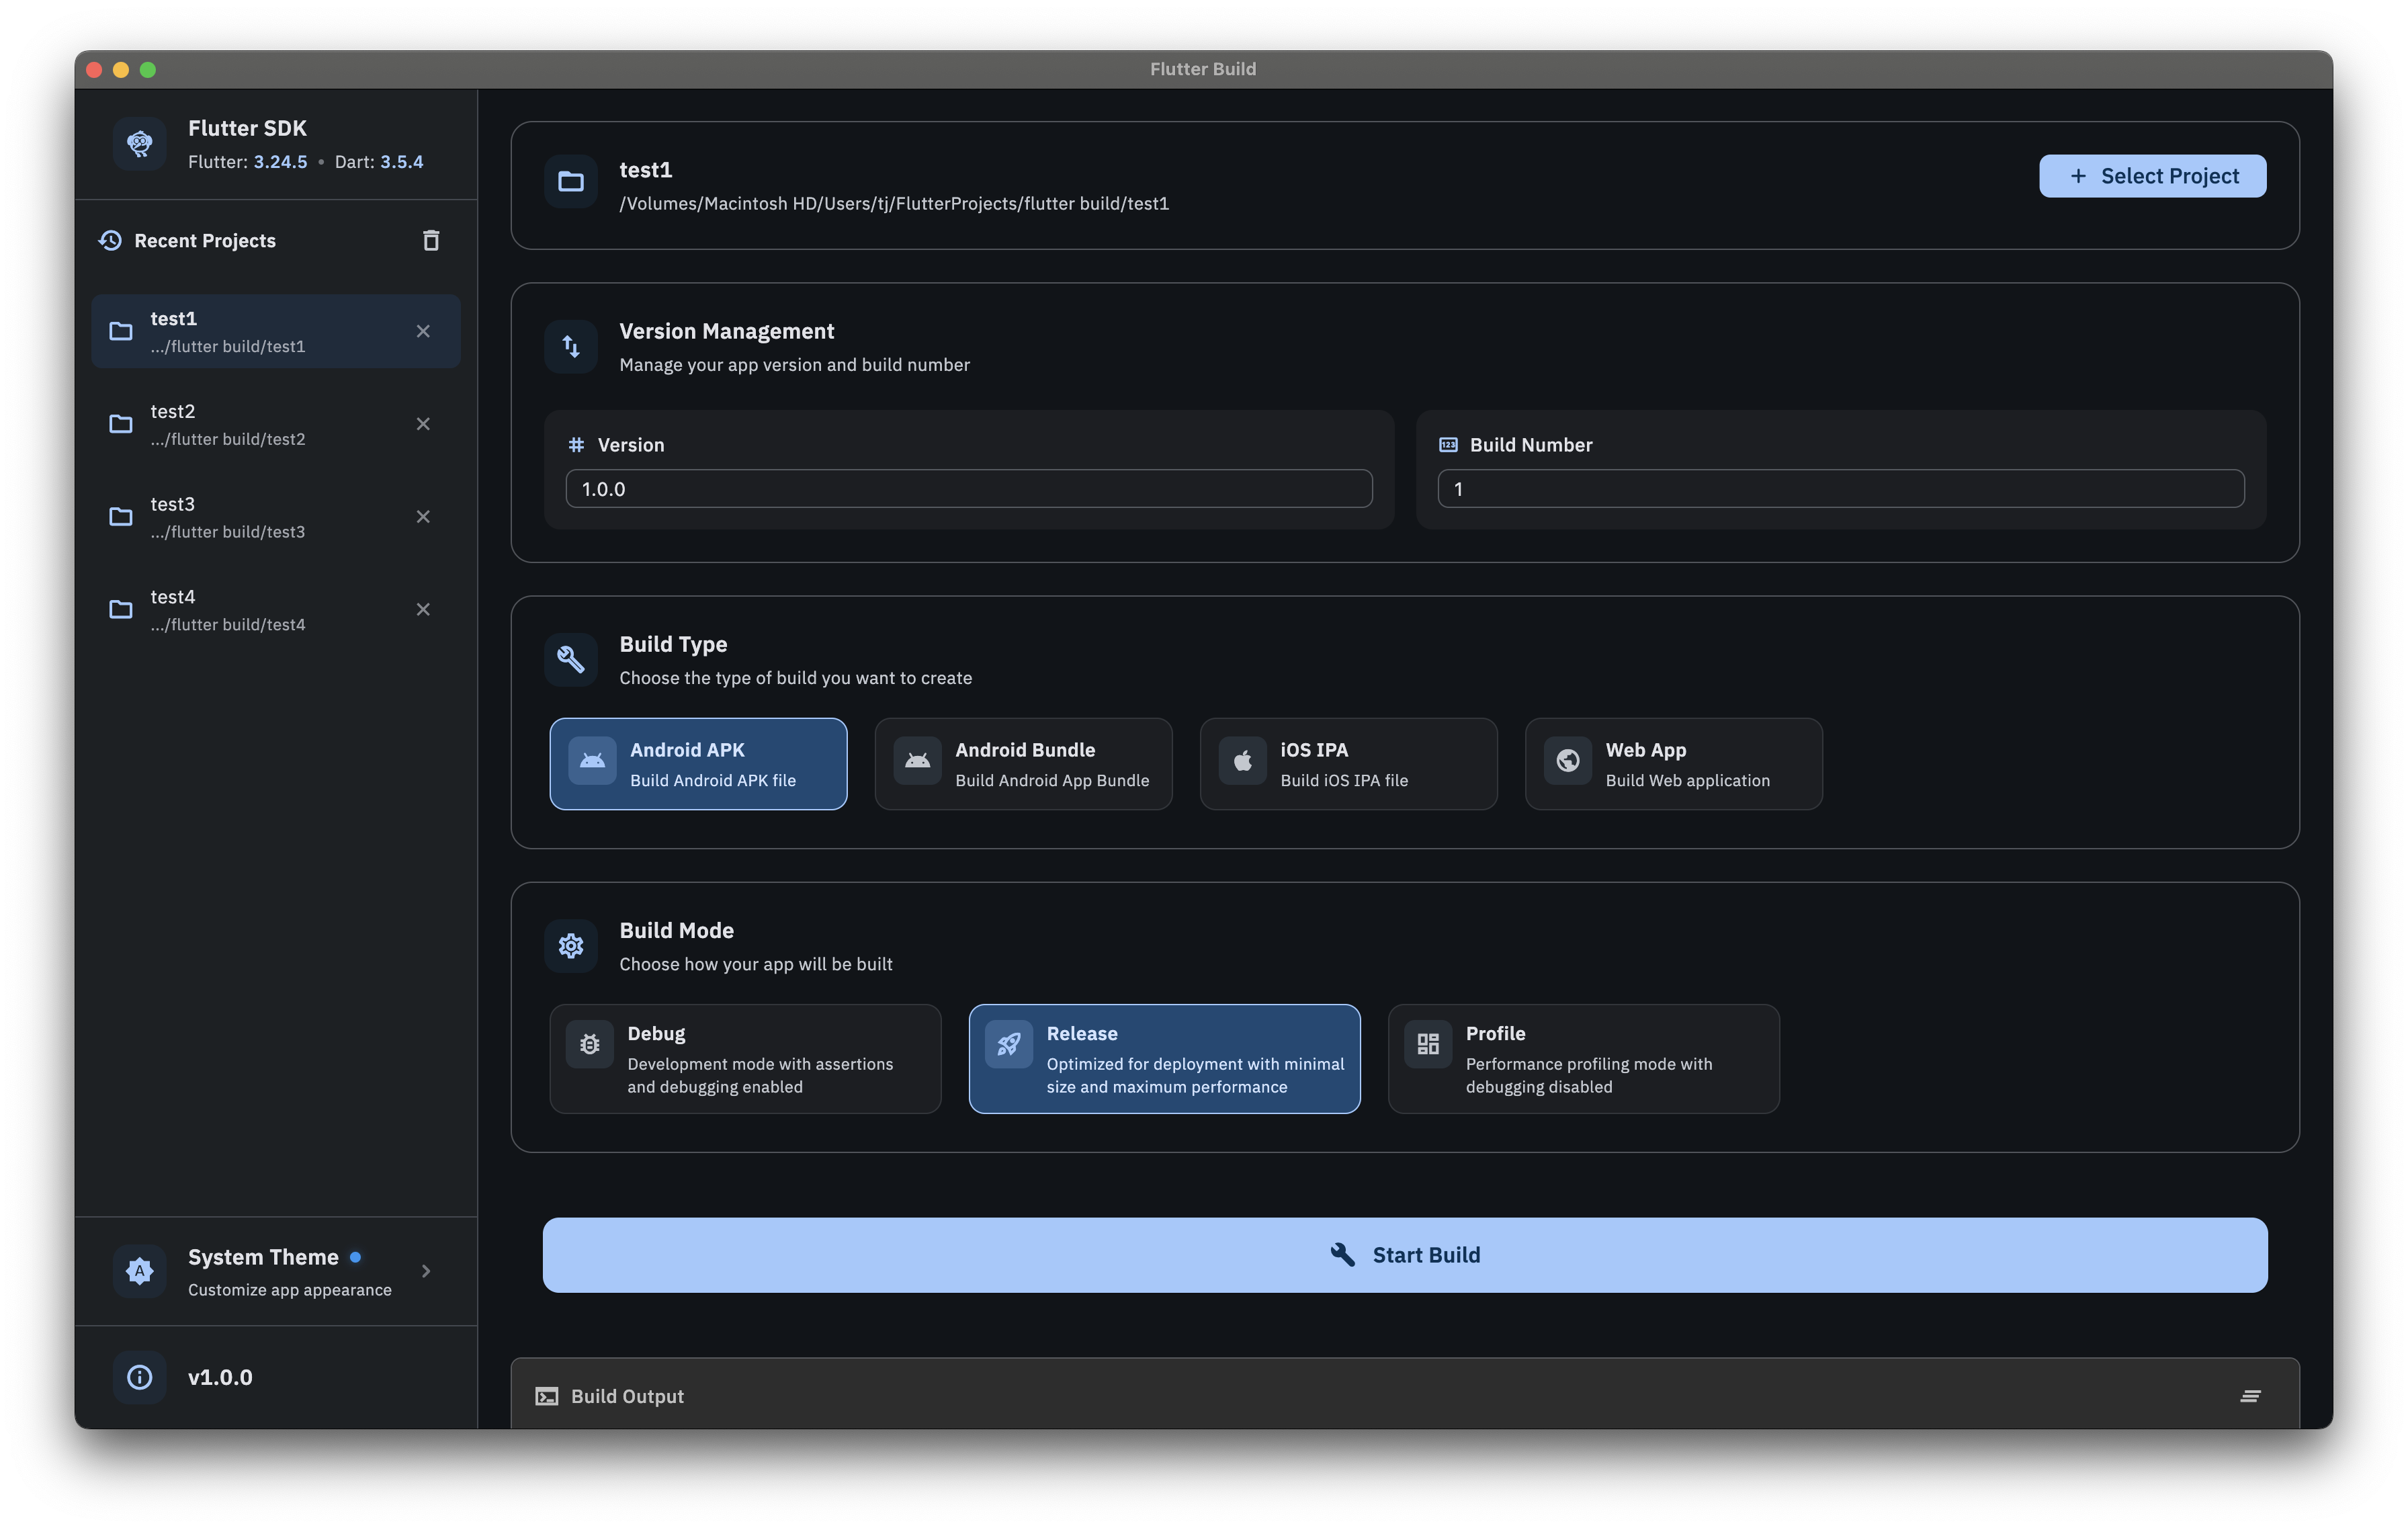 Flutter Build
Flutter SDK
Flutter: 3.24.5 • Dart: 3.5.4
Recent Projects
test1
.../flutter build/test1
test2
.../flutter build/test2
test3
.../flutter build/test3
test4
.../flutter build/test4
A
System Theme
Customize app appearance
v1.0.0
test1
/Volumes/Macintosh HD/Users/tj/FlutterProjects/flutter build/test1
+ Select Project
Version Management
Manage your app version and build number
# Version
1.0.0
123 Build Number
1
Build Type
Choose the type of build you want to create
Android APK
Build Android APK file
Android Bundle
Build Android App Bundle
iOS IPA
Build iOS IPA file
Web App
Build Web application
Build Mode
Choose how your app will be built
Debug
Development mode with assertions
and debugging enabled
Release
Optimized for deployment with minimal
size and maximum performance
Profile
Performance profiling mode with
debugging disabled
Start Build
Build Output